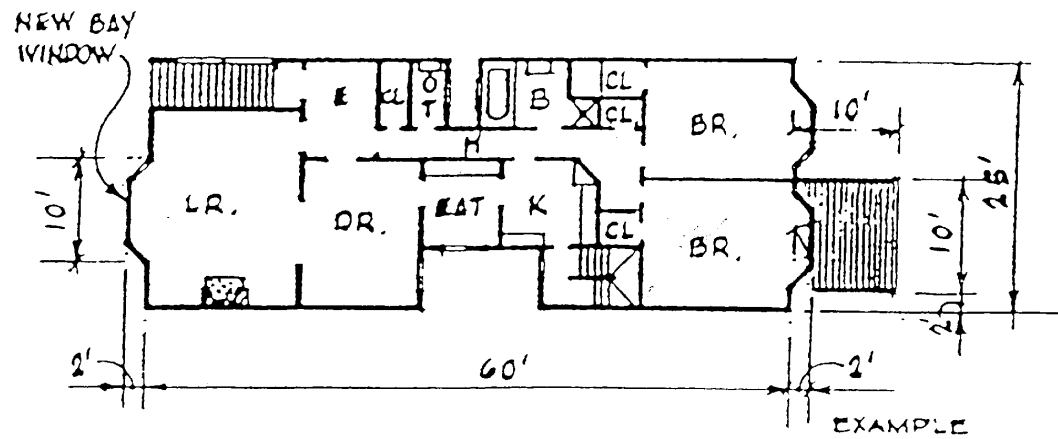 NEW BAY
WINDOW
E
CL
T
B
CL
CL
BR.
10'
25'
H
10'
LR.
DR.
EAT
K
CL
BR.
10'
2'
2'
60'
2'
EXAMPLE